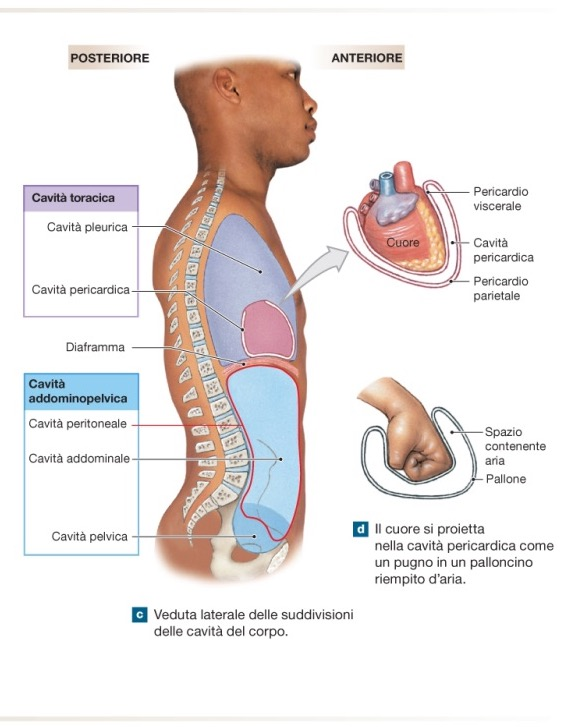 POSTERIORE
ANTERIORE
Cavità toracica
Cavità pleurica
Cavità pericardica
Diaframma
Cavità
addominopelvica
Cavità peritoneale
Cavità addominale
Cavità pelvica
Cuore
Pericardio
viscerale
Cavità
pericardica
Pericardio
parietale
Spazio
contenente
aria
Pallone
d Il cuore si proietta
nella cavità pericardica come
un pugno in un palloncino
riempito d'aria.
c Veduta laterale delle suddivisioni
delle cavità del corpo.